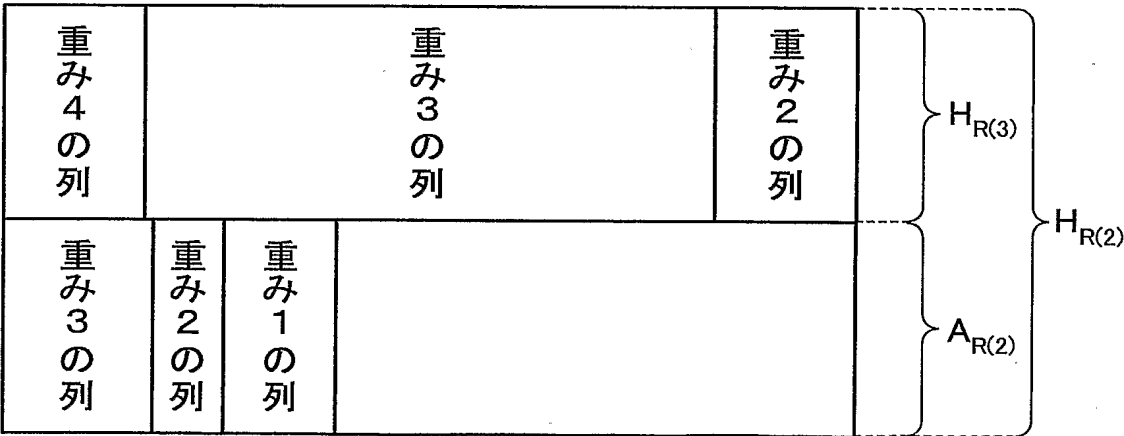 重み4の列
重み3の列
重み2の列
H_R(3)
H_R(2)
重み3の列
重み2の列
重み1の列
A_R(2)